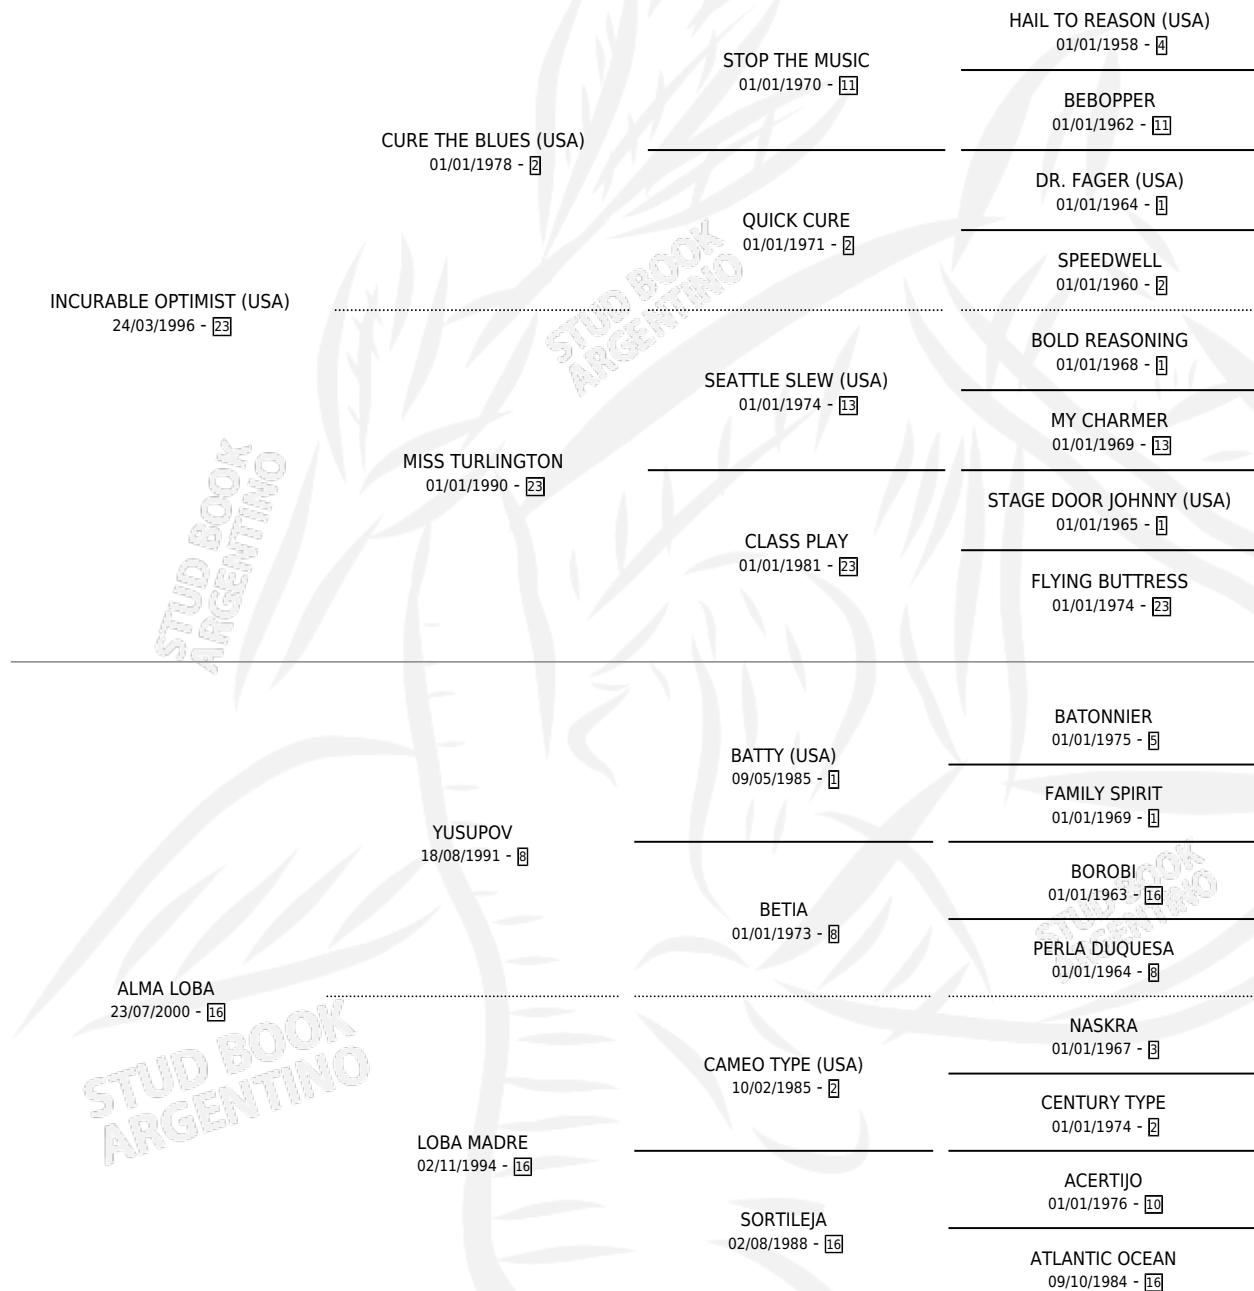 HAIL TO REASON (USA)
01/01/1958 - 4
STOP THE MUSIC
01/01/1970 - 11
BEBOPPER
01/01/1962 - 11
CURE THE BLUES (USA)
01/01/1978 - 2
DR. FAGER (USA)
01/01/1964 - 1
QUICK CURE
01/01/1971 - 2
SPEEDWELL
01/01/1960 - 2
INCURABLE OPTIMIST (USA)
24/03/1996 - 23
BOLD REASONING
01/01/1968 - 1
SEATTLE SLEW (USA)
01/01/1974 - 13
MY CHARMER
01/01/1969 - 13
MISS TURLINGTON
01/01/1990 - 23
STAGE DOOR JOHNNY (USA)
01/01/1965 - 1
CLASS PLAY
01/01/1981 - 23
FLYING BUTTRESS
01/01/1974 - 23
BATONNIER
01/01/1975 - 5
BATTY (USA)
09/05/1985 - 1
FAMILY SPIRIT
01/01/1969 - 1
YUSUPOV
18/08/1991 - 8
BOROBI
01/01/1963 - 16
BETIA
01/01/1973 - 8
PERLA DUQUESA
01/01/1964 - 8
ALMA LOBA
23/07/2000 - 16
NASKRA
01/01/1967 - 3
CAMEO TYPE (USA)
10/02/1985 - 2
CENTURY TYPE
01/01/1974 - 2
LOBA MADRE
02/11/1994 - 16
ACERTIJO
01/01/1976 - 10
SORTILEJA
02/08/1988 - 16
ATLANTIC OCEAN
09/10/1984 - 16
STUD BOOK
ARGENTINO
STUD BOOK
ARGENTINO
STUD BOOK
ARGENTINO
STUD BOOK
ARGENTINO